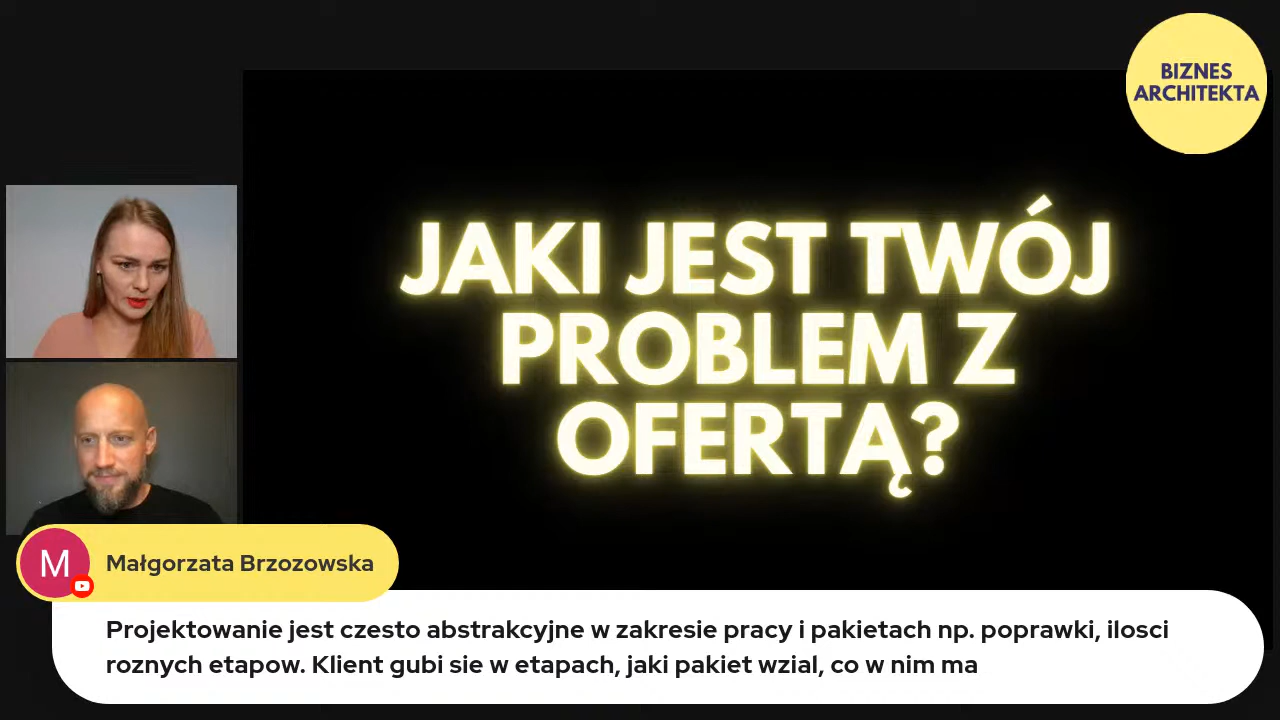 BIZNES
ARCHITEKTA
JAKI JEST TWÓJ
PROBLEM Z
OFERTĄ?
M
Małgorzata Brzozowska
Projektowanie jest czesto abstrakcyjne w zakresie pracy i pakietach np. poprawki, ilosci
roznych etapow. Klient gubi sie w etapach, jaki pakiet wzial, co w nim ma